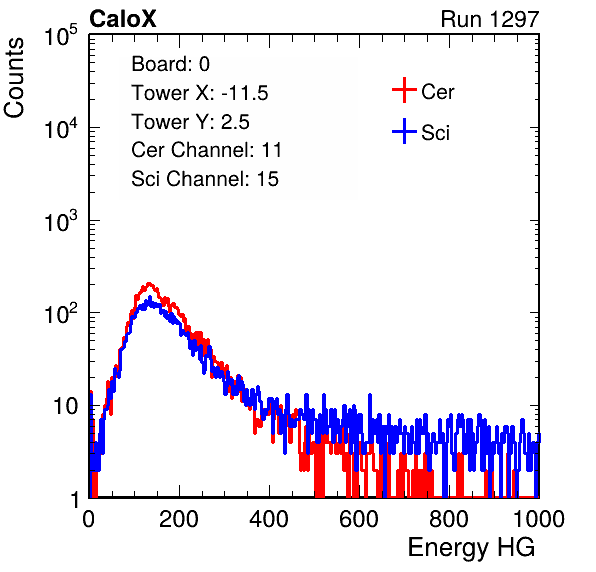 CaloX Run 1297
Counts
10^5
10^4
10^3
10^2
10
1
Board: 0
Tower X: -11.5
Tower Y: 2.5
Cer Channel: 11
Sci Channel: 15
Cer
Sci
0 200 400 600 800 1000
Energy HG